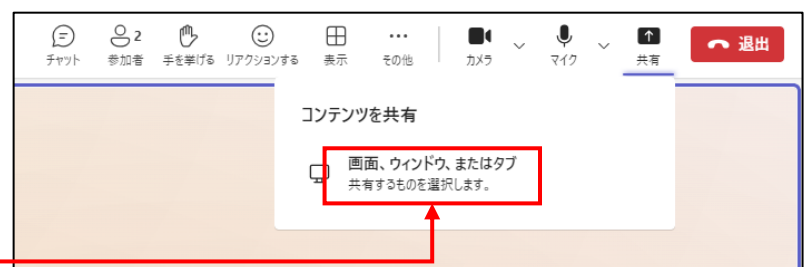 チャット 2 参加者 手を挙げる リアクションする 表示 その他 カメラ マイク 共有 退出
コンテンツを共有
画面、ウィンドウ、またはタブ
共有するものを選択します。